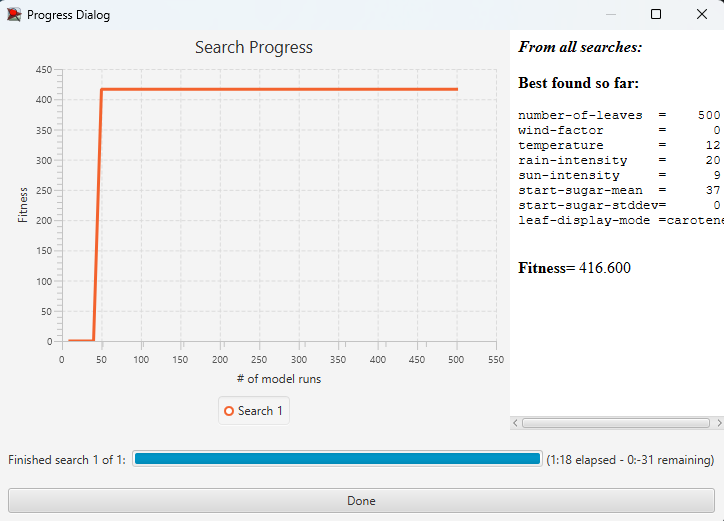 Progress Dialog
Search Progress
450
400
350
300
250
200
150
100
50
0
Fitness
0 50 100 150 200 250 300 350 400 450 500 550
# of model runs
Search 1
From all searches:
Best found so far:
number-of-leaves = 500
wind-factor = 0
temperature = 12
rain-intensity = 20
sun-intensity = 9
start-sugar-mean = 37
start-sugar-stddev= 0
leaf-display-mode =carotene
Fitness= 416.600
Finished search 1 of 1: (1:18 elapsed - 0:-31 remaining)
Done